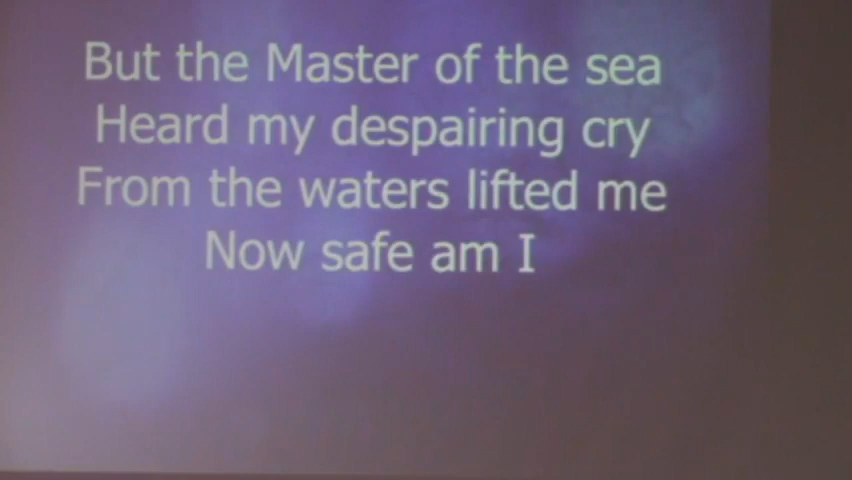 But the Master of the sea
Heard my despairing cry
From the waters lifted me
Now safe am I